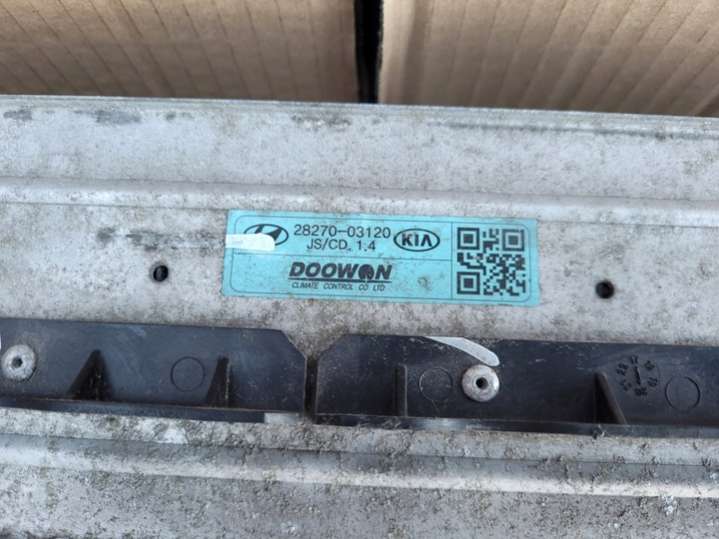 28270-03120 KIA
JS/CD, 1.4
DOOWON
CLIMATE CONTROL CO LTD